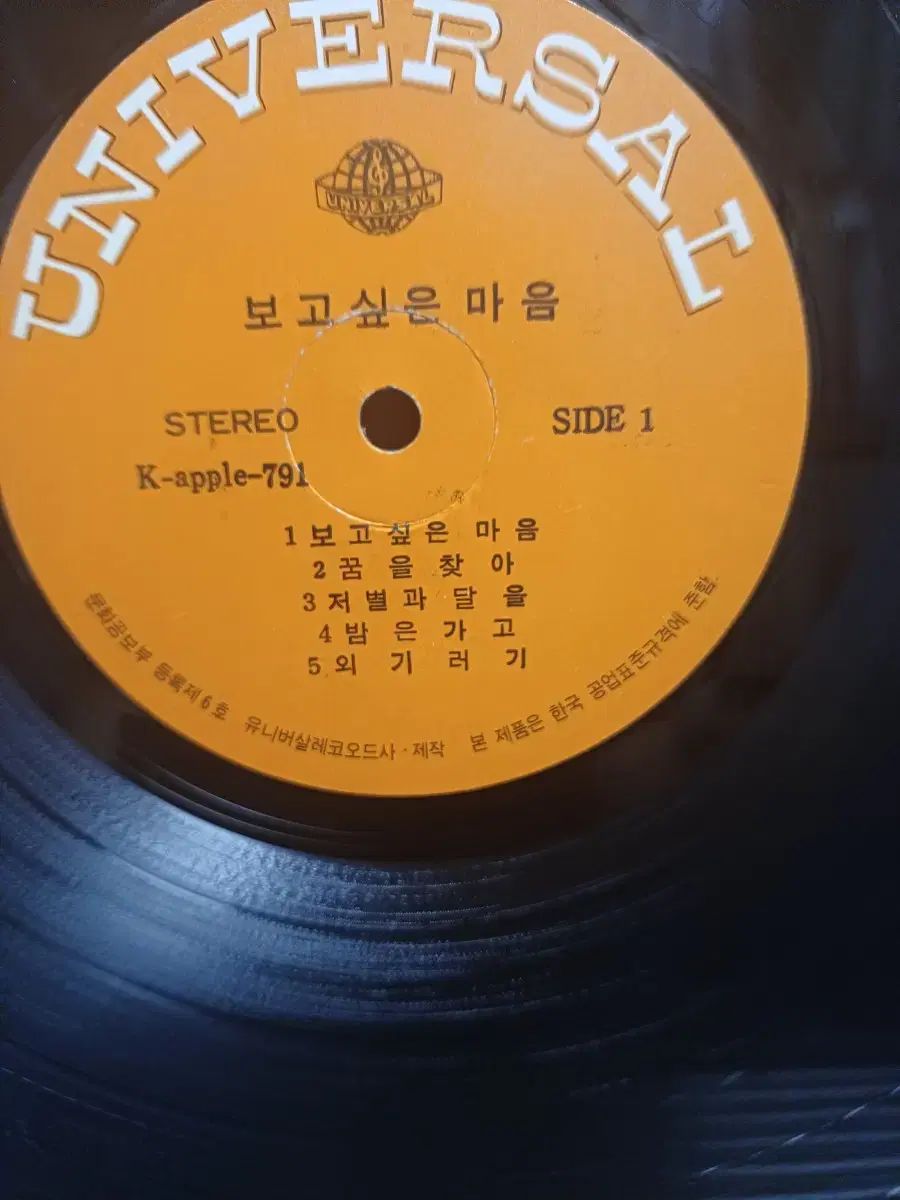 UNIVERSAL
UNIVERSAL
보고싶은 마음
STEREO
SIDE 1
K-apple-791
1 보고싶은 마음
2 꿈을 찾아
3 저별과 달을
4 밤은가고
5 외기러기
문화공보부 등록제6호 유니버살레코오드사·제작 본 제품은 한국 공업표준규격에 준함